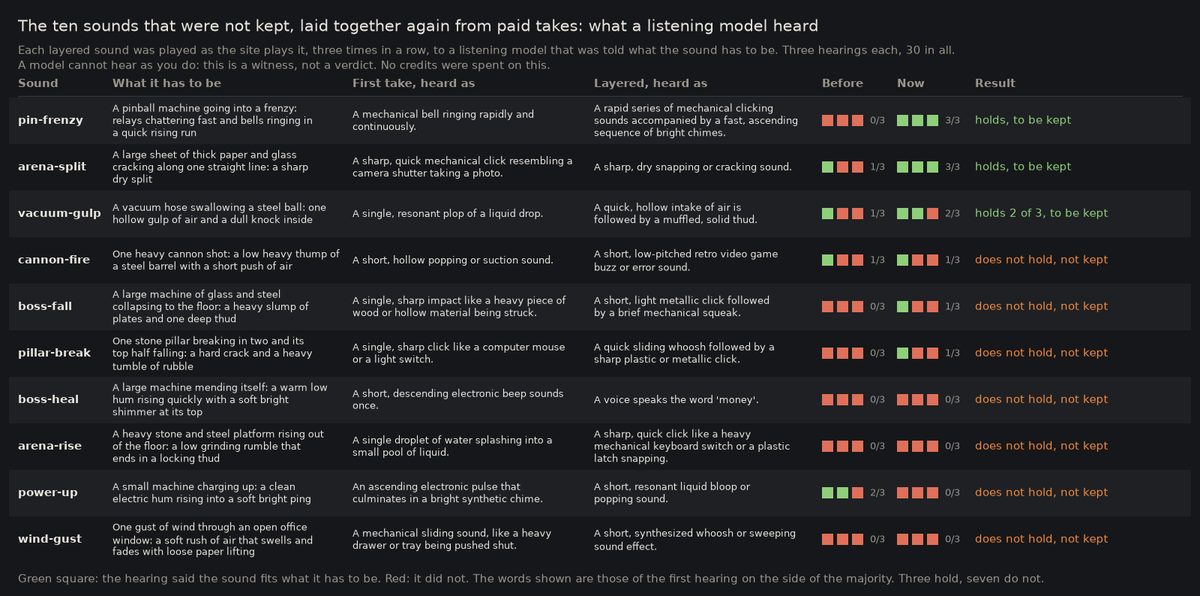 The ten sounds that were not kept, laid together again from paid takes: what a listening model heard
Each layered sound was played as the site plays it, three times in a row, to a listening model that was told what the sound has to be. Three hearings each, 30 in all.
A model cannot hear as you do: this is a witness, not a verdict. No credits were spent on this.
Sound What it has to be First take, heard as Layered, heard as Before Now Result
pin-frenzy
A pinball machine going into a frenzy:
relays chattering fast and bells ringing in
a quick rising run
A mechanical bell ringing rapidly and
continuously.
A rapid series of mechanical clicking
sounds accompanied by a fast, ascending
sequence of bright chimes.
0/3 3/3 holds, to be kept
arena-split
A large sheet of thick paper and glass
cracking along one straight line: a sharp
dry split
A sharp, quick mechanical click resembling a
camera shutter taking a photo.
A sharp, dry snapping or cracking sound.
1/3 3/3 holds, to be kept
vacuum-gulp
A vacuum hose swallowing a steel ball: one
hollow gulp of air and a dull knock inside
A single, resonant plop of a liquid drop.
A quick, hollow intake of air is
followed by a muffled, solid thud.
1/3 2/3 holds 2 of 3, to be kept
cannon-fire
One heavy cannon shot: a low heavy thump of
a steel barrel with a short push of air
A short, hollow popping or suction sound.
A short, low-pitched retro video game
buzz or error sound.
1/3 1/3 does not hold, not kept
boss-fall
A large machine of glass and steel
collapsing to the floor: a heavy slump of
plates and one deep thud
A single, sharp impact like a heavy piece of
wood or hollow material being struck.
A short, light metallic click followed
by a brief mechanical squeak.
0/3 1/3 does not hold, not kept
pillar-break
One stone pillar breaking in two and its
top half falling: a hard crack and a heavy
tumble of rubble
A single, sharp click like a computer mouse
or a light switch.
A quick sliding whoosh followed by a
sharp plastic or metallic click.
0/3 1/3 does not hold, not kept
boss-heal
A large machine mending itself: a warm low
hum rising quickly with a soft bright
shimmer at its top
A short, descending electronic beep sounds
once.
A voice speaks the word 'money'.
0/3 0/3 does not hold, not kept
arena-rise
A heavy stone and steel platform rising out
of the floor: a low grinding rumble that
ends in a locking thud
A single droplet of water splashing into a
small pool of liquid.
A sharp, quick click like a heavy
mechanical keyboard switch or a plastic
latch snapping.
0/3 0/3 does not hold, not kept
power-up
A small machine charging up: a clean
electric hum rising into a soft bright ping
An ascending electronic pulse that
culminates in a bright synthetic chime.
A short, resonant liquid bloop or
popping sound.
2/3 0/3 does not hold, not kept
wind-gust
One gust of wind through an open office
window: a soft rush of air that swells and
fades with loose paper lifting
A mechanical sliding sound, like a heavy
drawer or tray being pushed shut.
A short, synthesized whoosh or sweeping
sound effect.
0/3 0/3 does not hold, not kept
Green square: the hearing said the sound fits what it has to be. Red: it did not. The words shown are those of the first hearing on the side of the majority. Three hold, seven do not.